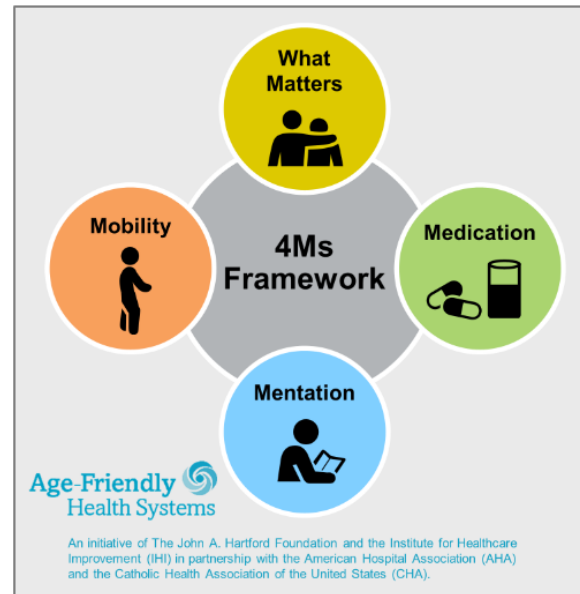 What
Matters
Mobility
4Ms
Framework
Medication
Mentation
Age-Friendly
Health Systems
An initiative of The John A. Hartford Foundation and the Institute for Healthcare
Improvement (IHI) in partnership with the American Hospital Association (AHA)
and the Catholic Health Association of the United States (CHA).